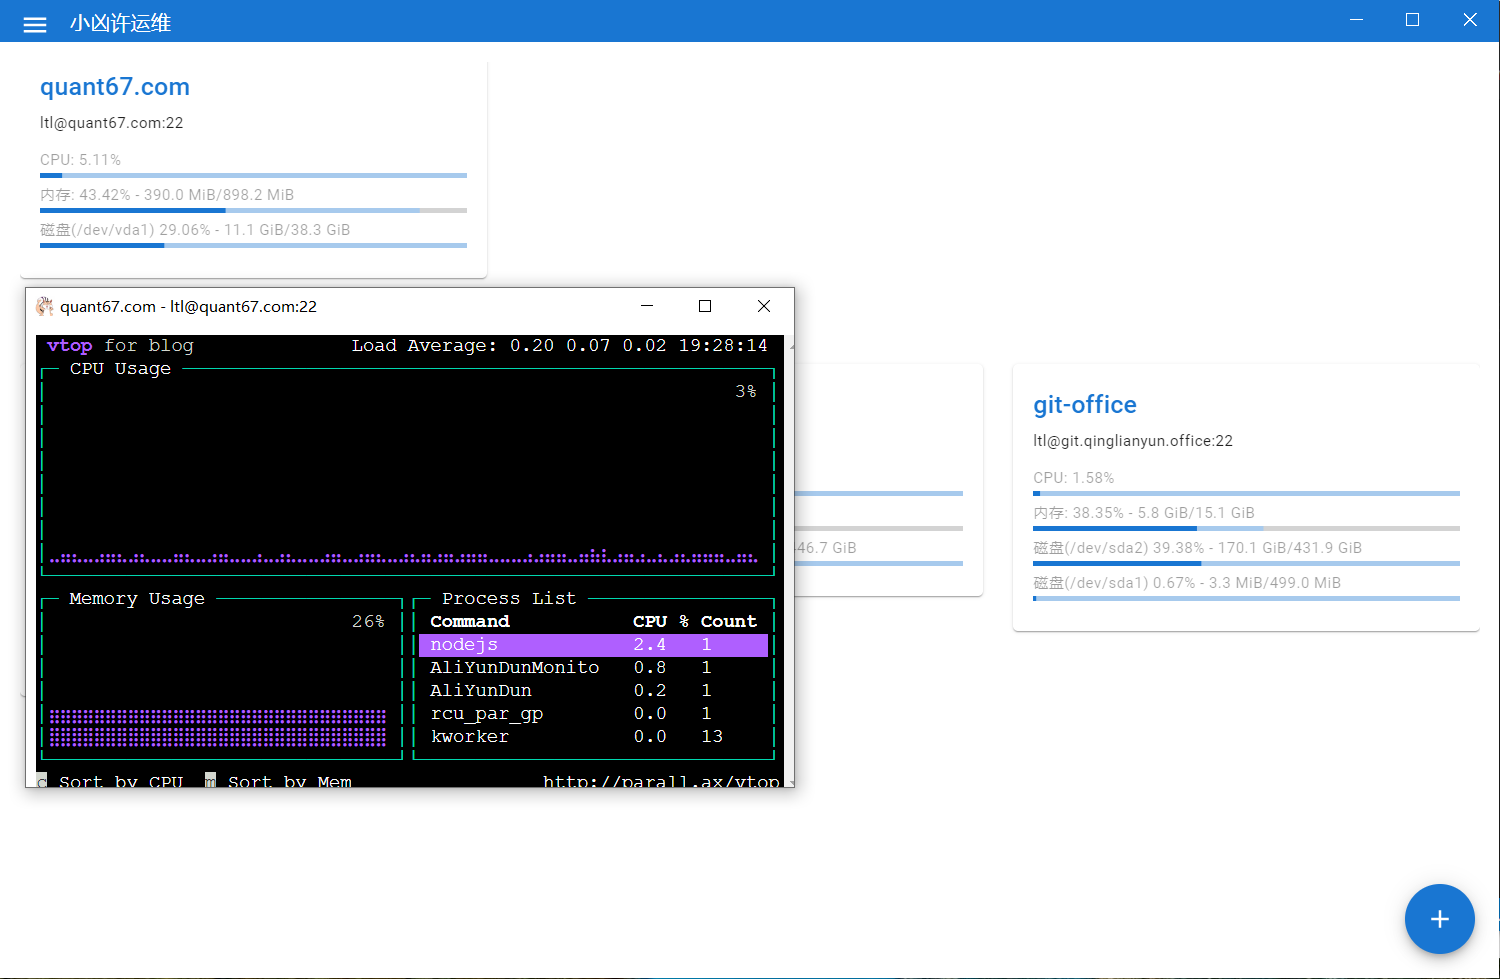 小凶许运维
quant67.com
ltl@quant67.com:22
CPU: 5.11%
内存: 43.42% - 390.0 MiB/898.2 MiB
磁盘(/dev/vda1) 29.06% - 11.1 GiB/38.3 GiB
quant67.com - ltl@quant67.com:22
vtop for blog Load Average: 0.20 0.07 0.02 19:28:14
CPU Usage
3%
Memory Usage
26%
Process List
Command CPU % Count
nodejs 2.4 1
AliYunDunMonito 0.8 1
AliYunDun 0.2 1
rcu_par_gp 0.0 1
kworker 0.0 13
c Sort by CPU m Sort by Mem http://parall.ax/vtop
46.7 GiB
git-office
ltl@git.qinglianyun.office:22
CPU: 1.58%
内存: 38.35% - 5.8 GiB/15.1 GiB
磁盘(/dev/sda2) 39.38% - 170.1 GiB/431.9 GiB
磁盘(/dev/sda1) 0.67% - 3.3 MiB/499.0 MiB